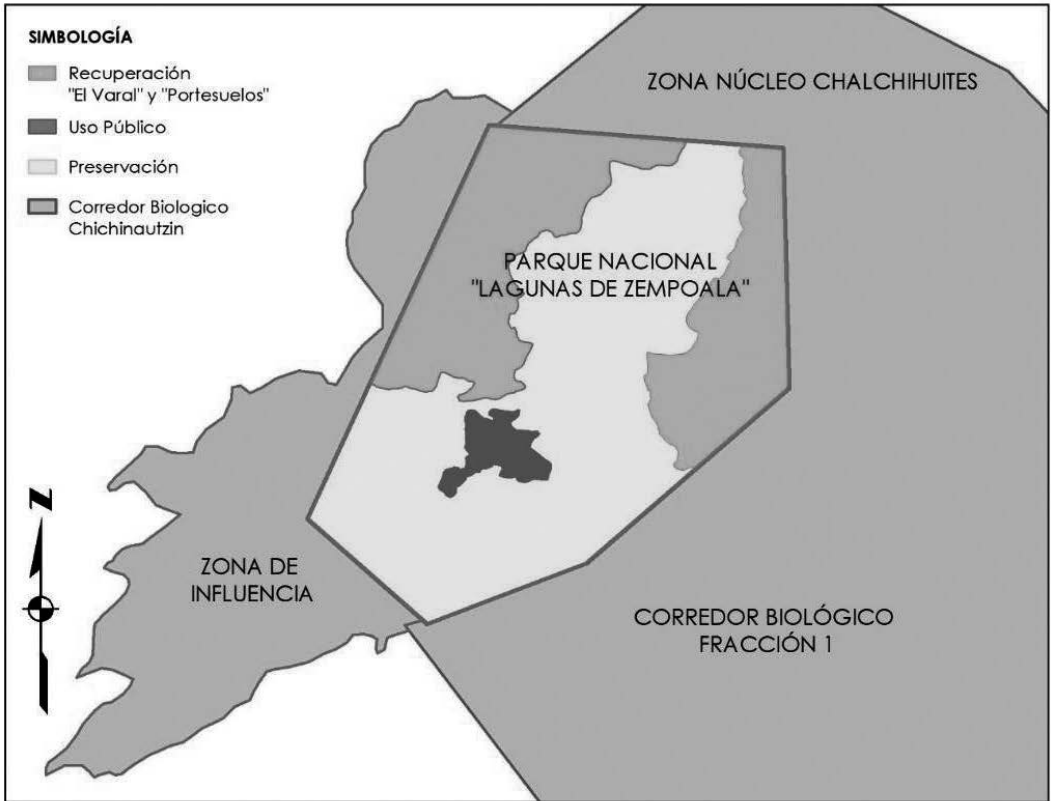 SIMBOLOGÍA
Recuperación
"El Varal" y "Portesuelos"
Uso Público
Preservación
Corredor Biologico
Chichinautzin
ZONA NÚCLEO CHALCHIHUITES
PARQUE NACIONAL
"LAGUNAS DE ZEMPOALA"
N
ZONA DE
INFLUENCIA
CORREDOR BIOLÓGICO
FRACCIÓN 1